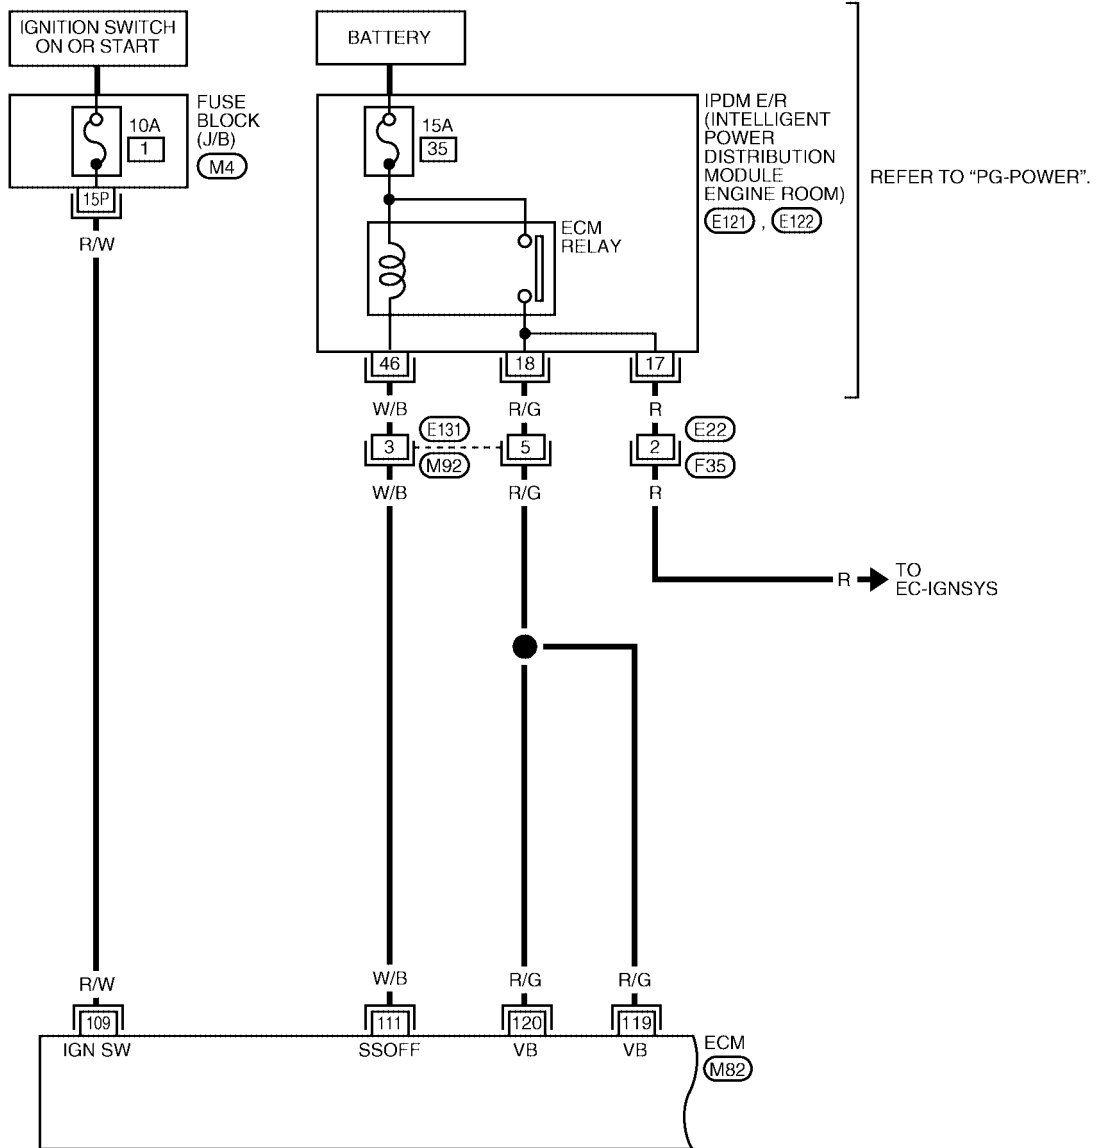 IGNITION SWITCH
ON OR START
BATTERY
FUSE
BLOCK
(J/B)
M4
10A
1
15P
R/W
15A
35
IPDM E/R
(INTELLIGENT
POWER
DISTRIBUTION
MODULE
ENGINE ROOM)
E121 , E122
REFER TO “PG-POWER”.
ECM
RELAY
46
18
17
W/B
R/G
R
3
E131
M92
5
2
E22
F35
W/B
R/G
R
R
TO
EC-IGNSYS
R/W
W/B
R/G
R/G
109
111
120
119
IGN SW
SSOFF
VB
VB
ECM
M82